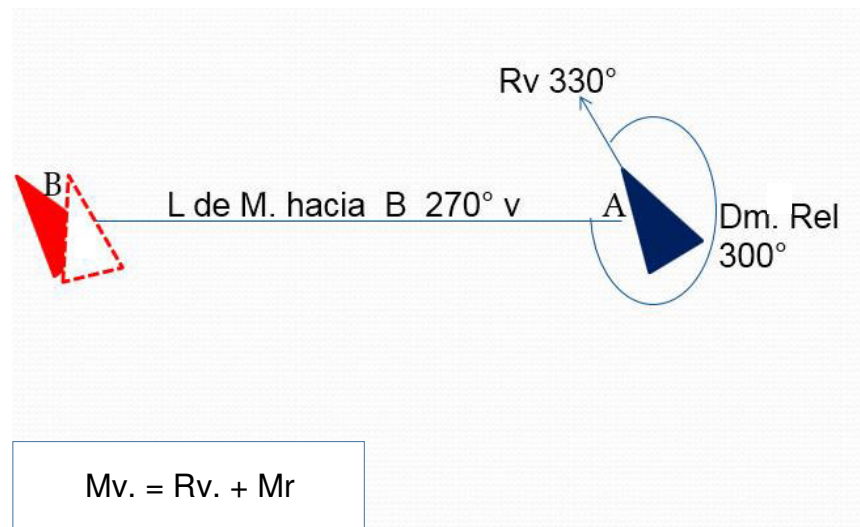 Rv 330°
B
L de M. hacia B 270° v
A
Dm. Rel
300°
Mv. = Rv. + Mr